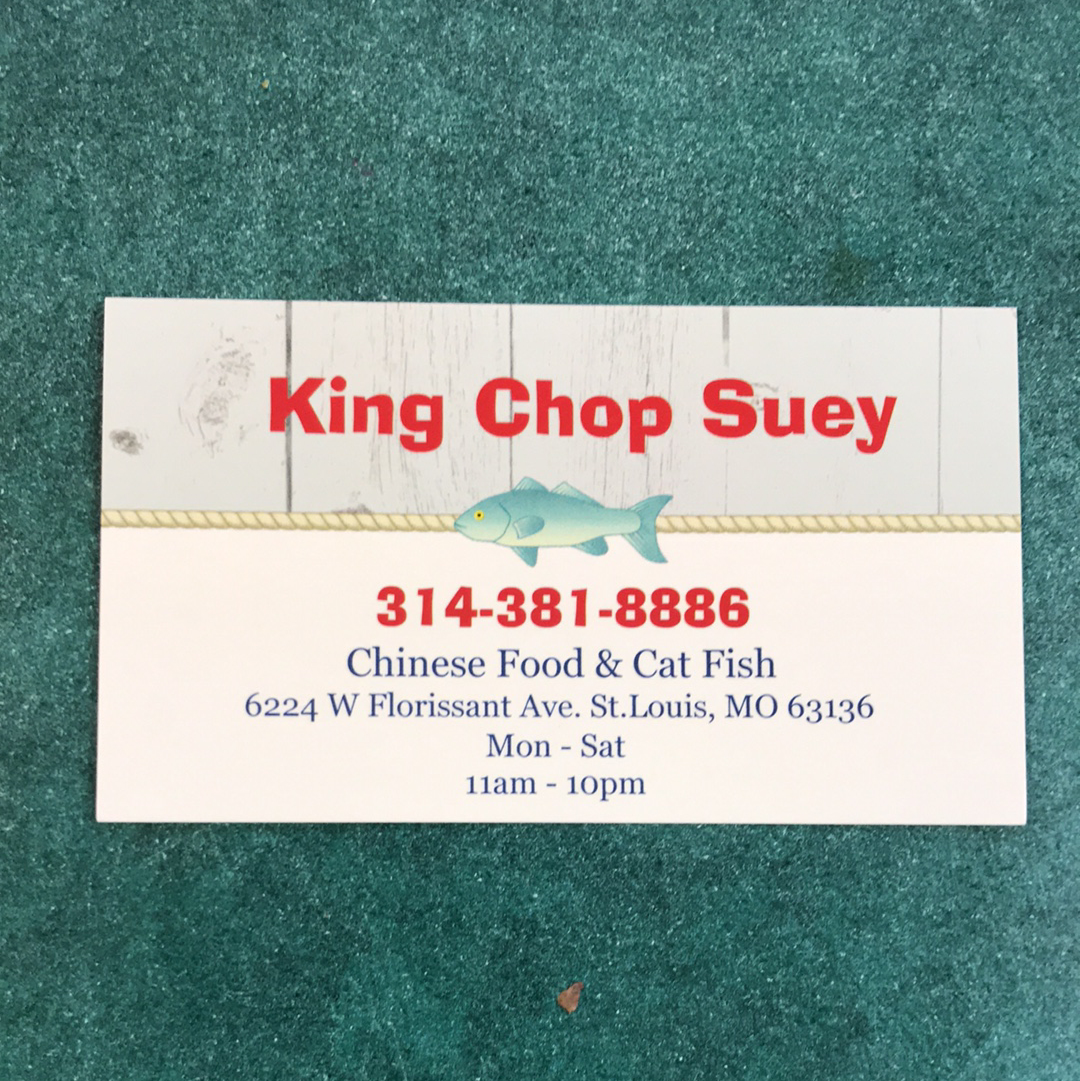 King Chop Suey
314-381-8886
Chinese Food & Cat Fish
6224 W Florissant Ave. St.Louis, MO 63136
Mon - Sat
11am - 10pm